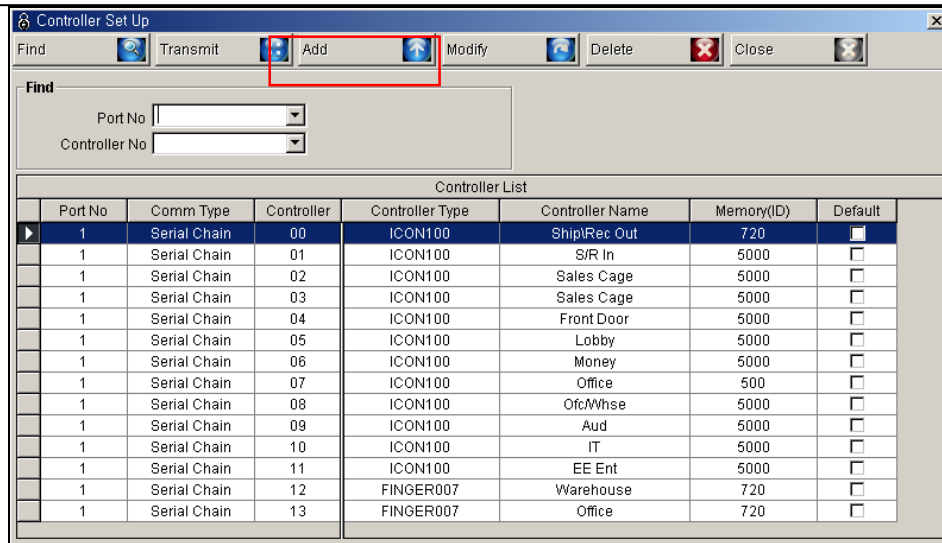 Controller Set Up
Find Transmit Add Modify Delete Close
Find
Port No
Controller No
Controller List
Port No Comm Type Controller Controller Type Controller Name Memory(ID) Default
1 Serial Chain 00 ICON100 Ship\Rec Out 720
1 Serial Chain 01 ICON100 S/R In 5000
1 Serial Chain 02 ICON100 Sales Cage 5000
1 Serial Chain 03 ICON100 Sales Cage 5000
1 Serial Chain 04 ICON100 Front Door 5000
1 Serial Chain 05 ICON100 Lobby 5000
1 Serial Chain 06 ICON100 Money 5000
1 Serial Chain 07 ICON100 Office 500
1 Serial Chain 08 ICON100 Ofc/Whse 5000
1 Serial Chain 09 ICON100 Aud 5000
1 Serial Chain 10 ICON100 IT 5000
1 Serial Chain 11 ICON100 EE Ent 5000
1 Serial Chain 12 FINGER007 Warehouse 720
1 Serial Chain 13 FINGER007 Office 720